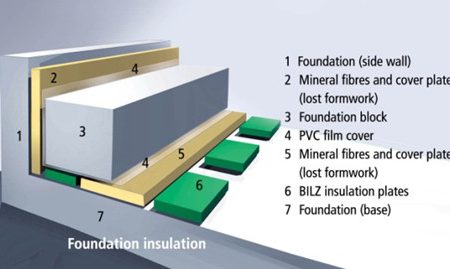 1 Foundation (side wall)
2 Mineral fibres and cover plate
(lost formwork)
3 Foundation block
4 PVC film cover
5 Mineral fibres and cover plate
(lost formwork)
6 BILZ insulation plates
7 Foundation (base)
2
4
1
3
4
5
6
7
Foundation insulation